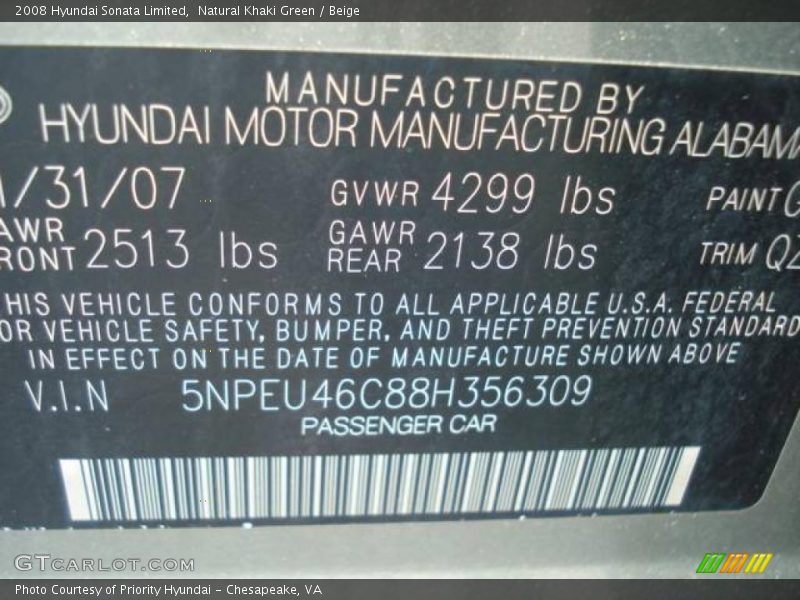 2008 Hyundai Sonata Limited,  Natural Khaki Green / Beige
MANUFACTURED BY
HYUNDAI MOTOR MANUFACTURING ALABAMA
/31/07 GVWR 4299 lbs PAINT
AWR RONT 2513 lbs GAWR REAR 2138 lbs TRIM QZ
HIS VEHICLE CONFORMS TO ALL APPLICABLE U.S.A. FEDERAL
OR VEHICLE SAFETY, BUMPER, AND THEFT PREVENTION STANDARD
IN EFFECT ON THE DATE OF MANUFACTURE SHOWN ABOVE
V.I.N 5NPEU46C88H356309
PASSENGER CAR
GTCARLOT.COM
Photo Courtesy of Priority Hyundai - Chesapeake, VA